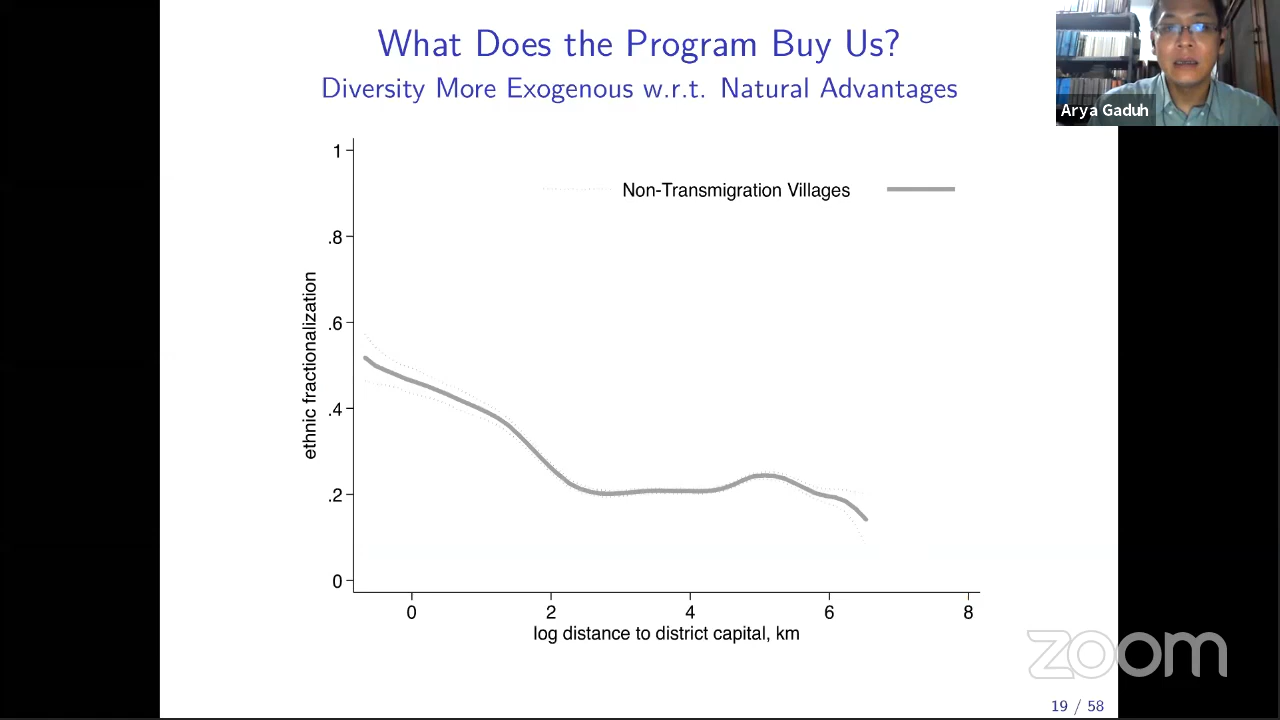 What Does the Program Buy Us?
Diversity More Exogenous w.r.t. Natural Advantages
Arya Gaduh
1
.8
.6
.4
.2
0
ethnic fractionalization
Non-Transmigration Villages
0 2 4 6 8
log distance to district capital, km
zoom
19 / 58